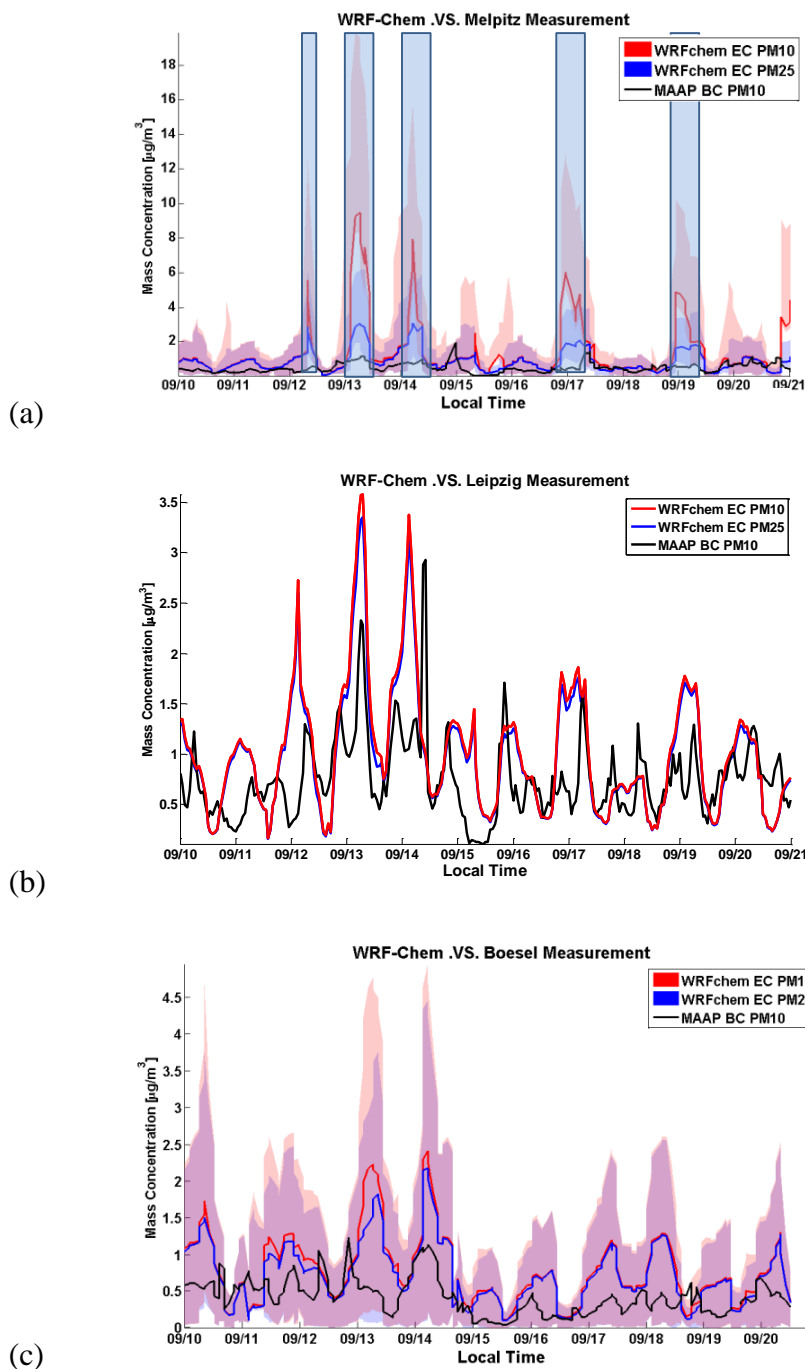 WRF-Chem .VS. Melpitz Measurement
WRFchem EC PM10
WRFchem EC PM25
MAAP BC PM10
Mass Concentration [µg/m³]
18
16
14
12
10
8
6
4
2
09/10 09/11 09/12 09/13 09/14 09/15 09/16 09/17 09/18 09/19 09/20 09/21
Local Time
(a)
WRF-Chem .VS. Leipzig Measurement
WRFchem EC PM10
WRFchem EC PM25
MAAP BC PM10
Mass Concentration [µg/m³]
3.5
3
2.5
2
1.5
1
0.5
09/10 09/11 09/12 09/13 09/14 09/15 09/16 09/17 09/18 09/19 09/20 09/21
Local Time
(b)
WRF-Chem .VS. Boesel Measurement
WRFchem EC PM1
WRFchem EC PM2
MAAP BC PM10
Mass Concentration [µg/m³]
4.5
4
3.5
3
2.5
2
1.5
1
0.5
0
09/10 09/11 09/12 09/13 09/14 09/15 09/16 09/17 09/18 09/19 09/20
Local Time
(c)